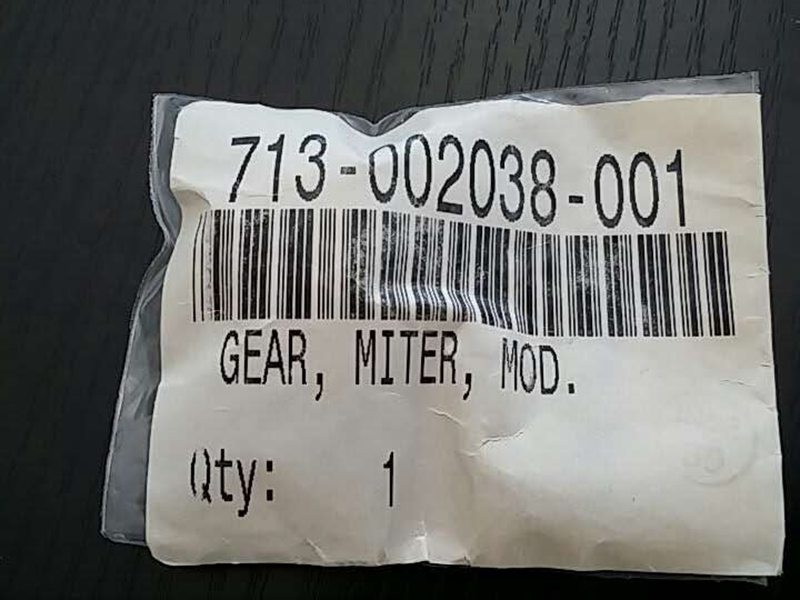 713-002038-001
GEAR, MITER, MOD.
Qty: 1